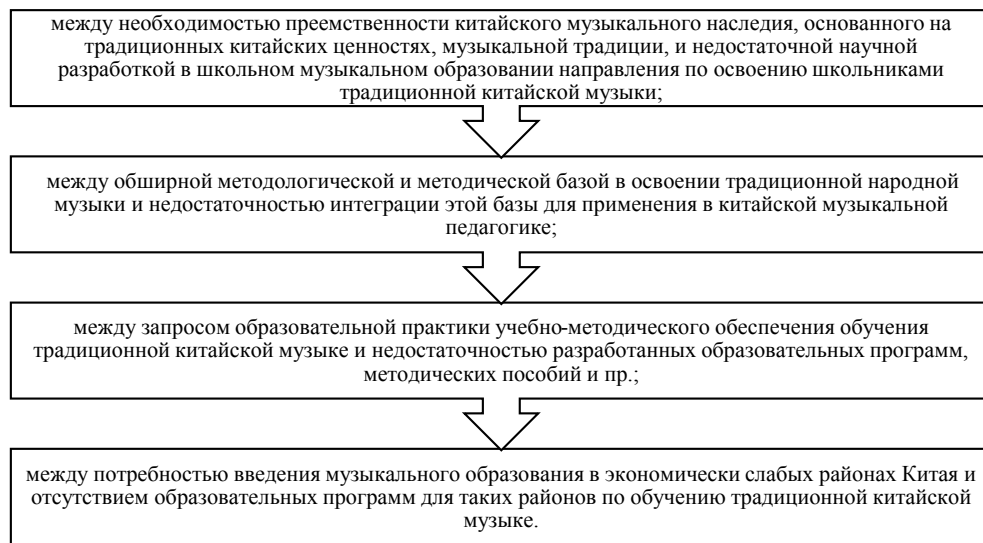 между необходимостью преемственности китайского музыкального наследия, основанного на
традиционных китайских ценностях, музыкальной традиции, и недостаточной научной
разработкой в школьном музыкальном образовании направления по освоению школьниками
традиционной китайской музыки;
между обширной методологической и методической базой в освоении традиционной народной
музыки и недостаточностью интеграции этой базы для применения в китайской музыкальной
педагогике;
между запросом образовательной практики учебно-методического обеспечения обучения
традиционной китайской музыке и недостаточностью разработанных образовательных программ,
методических пособий и пр.;
между потребностью введения музыкального образования в экономически слабых районах Китая и
отсутствием образовательных программ для таких районов по обучению традиционной китайской
музыке.